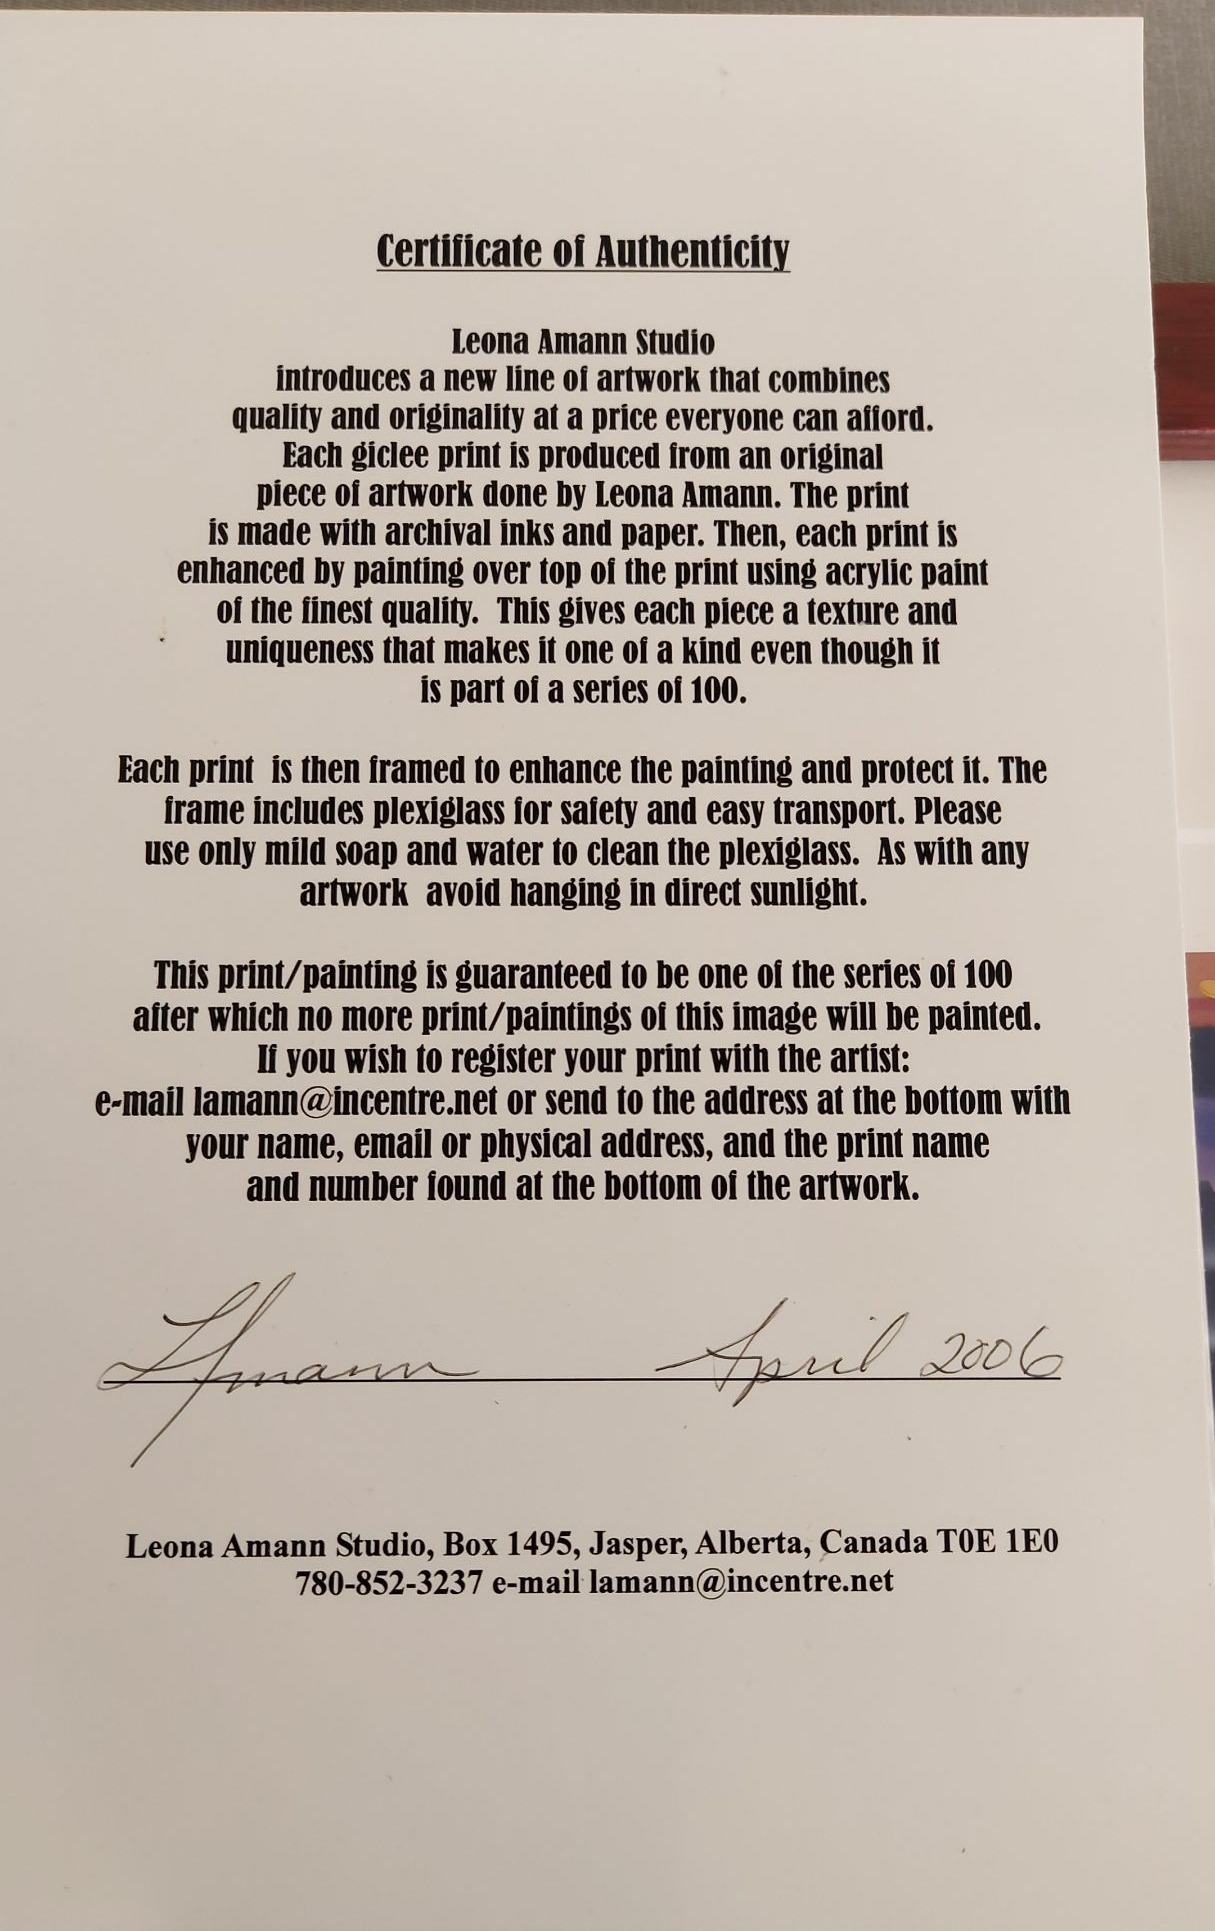 Certificate of Authenticity
Leona Amann Studio
introduces a new line of artwork that combines
quality and originality at a price everyone can afford.
Each giclee print is produced from an original
piece of artwork done by Leona Amann. The print
is made with archival inks and paper. Then, each print is
enhanced by painting over top of the print using acrylic paint
of the finest quality.  This gives each piece a texture and
uniqueness that makes it one of a kind even though it
is part of a series of 100.
Each print  is then framed to enhance the painting and protect it. The
frame includes plexiglass for safety and easy transport. Please
use only mild soap and water to clean the plexiglass.  As with any
artwork  avoid hanging in direct sunlight.
This print/painting is guaranteed to be one of the series of 100
after which no more print/paintings of this image will be painted.
If you wish to register your print with the artist:
e-mail lamann@incentre.net or send to the address at the bottom with
your name, email or physical address, and the print name
and number found at the bottom of the artwork.
LAmann April 2006
Leona Amann Studio, Box 1495, Jasper, Alberta, Canada T0E 1E0
780-852-3237 e-mail lamann@incentre.net